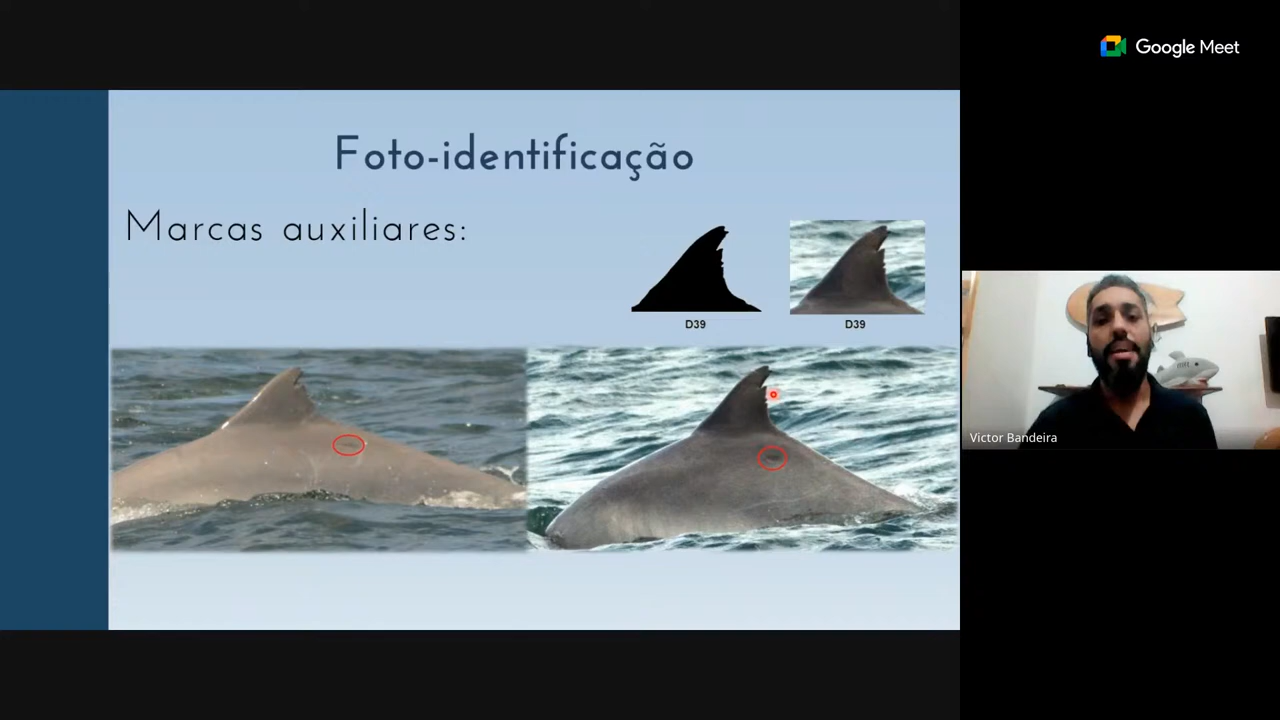 Google Meet
Foto-identificação
Marcas auxiliares:
D39
D39
Victor Bandeira